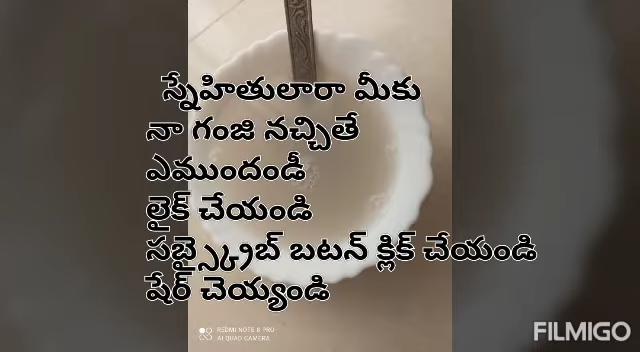 స్నేహితులారా మీకు
నా గంజి నచ్చితే
ఎముందండీ
లైక్ చేయండి
సబ్స్క్రైబ్ బటన్ క్లిక్ చేయండి
షేర్ చెయ్యండి
REDMI NOTE 8 PRO
AI QUAD CAMERA
FILMIGO